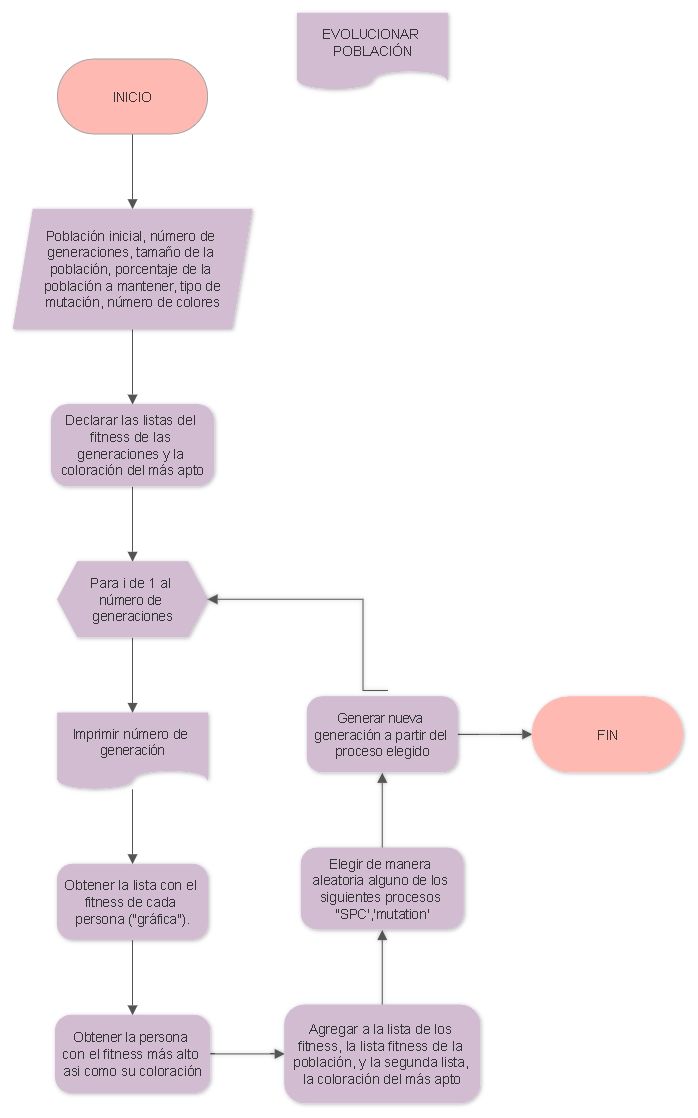 EVOLUCIONAR
POBLACIÓN
INICIO
Población inicial, número de
generaciones, tamaño de la
población, porcentaje de la
población a mantener, tipo de
mutación, número de colores
Declarar las listas del
fitness de las
generaciones y la
coloración del más apto
Para i de 1 al
número de
generaciones
Imprimir número de
generación
Obtener la lista con el
fitness de cada
persona ("gráfica").
Obtener la persona
con el fitness más alto
asi como su coloración
Agregar a la lista de los
fitness, la lista fitness de la
población, y la segunda lista,
la coloración del más apto
Elegir de manera
aleatoria alguno de los
siguientes procesos
"SPC','mutation'
Generar nueva
generación a partir del
proceso elegido
FIN